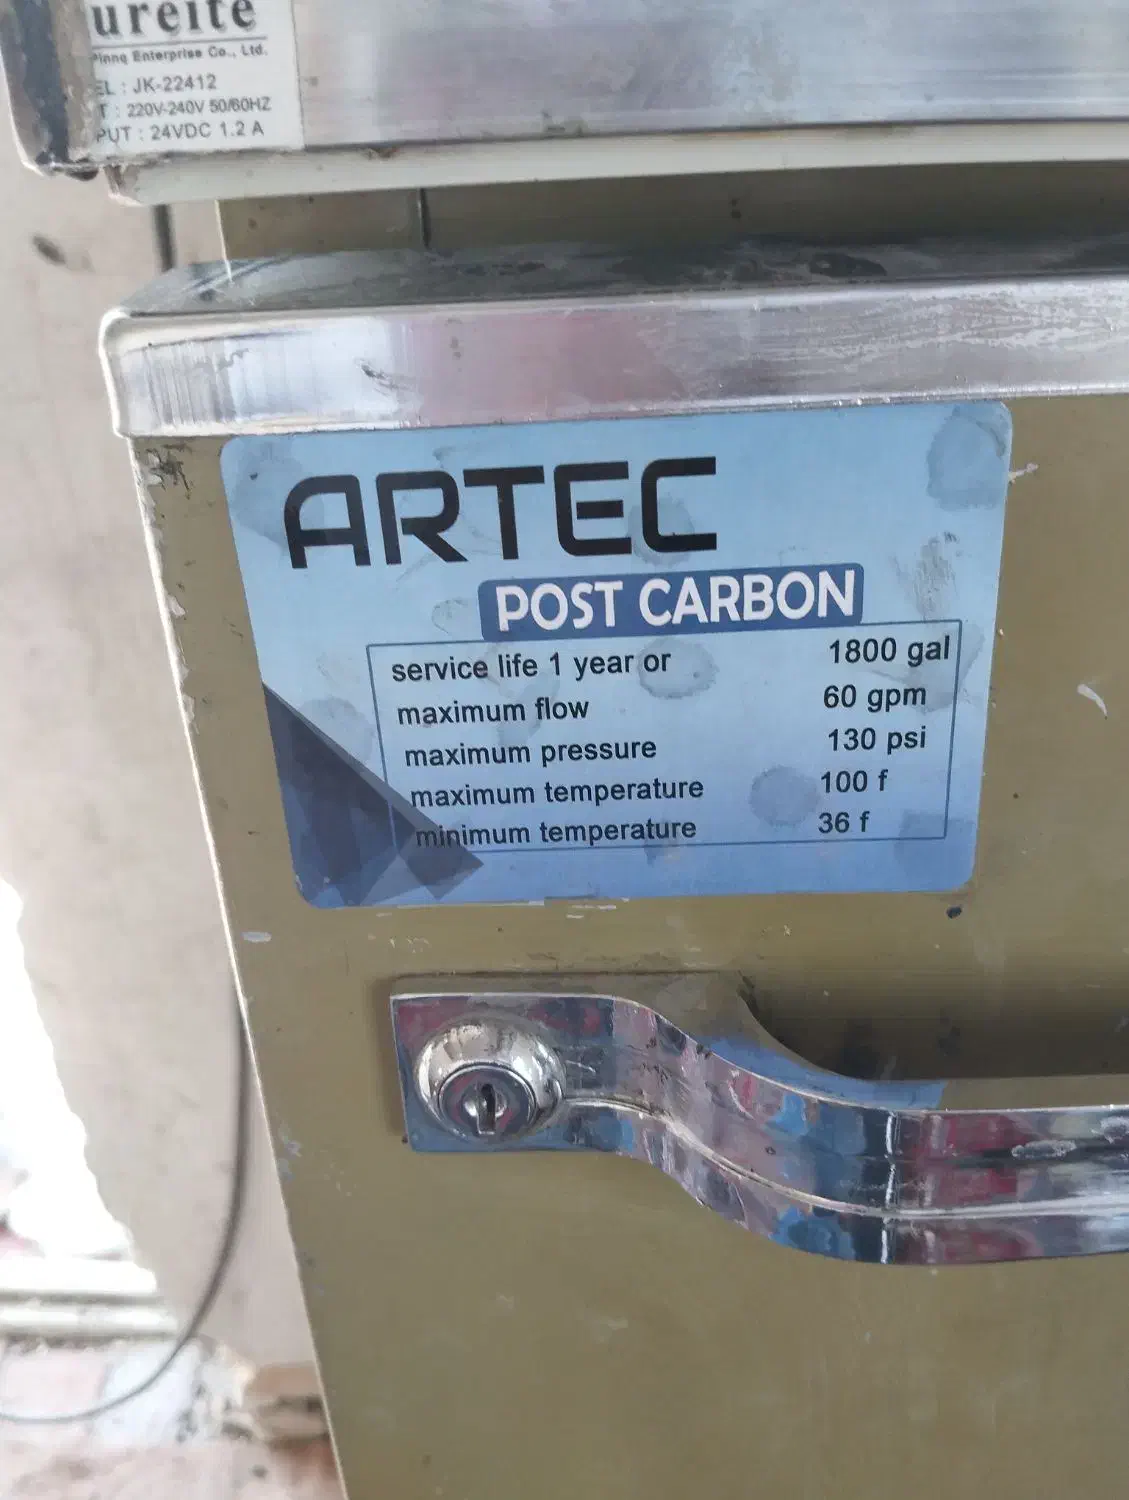 ureite
Pinnq Enterprise Co., Ltd.
EL : JK-22412
T : 220V-240V 50/60HZ
PUT : 24VDC 1.2 A
ARTEC
POST CARBON
service life 1 year or 1800 gal
maximum flow 60 gpm
maximum pressure 130 psi
maximum temperature 100 f
minimum temperature 36 f